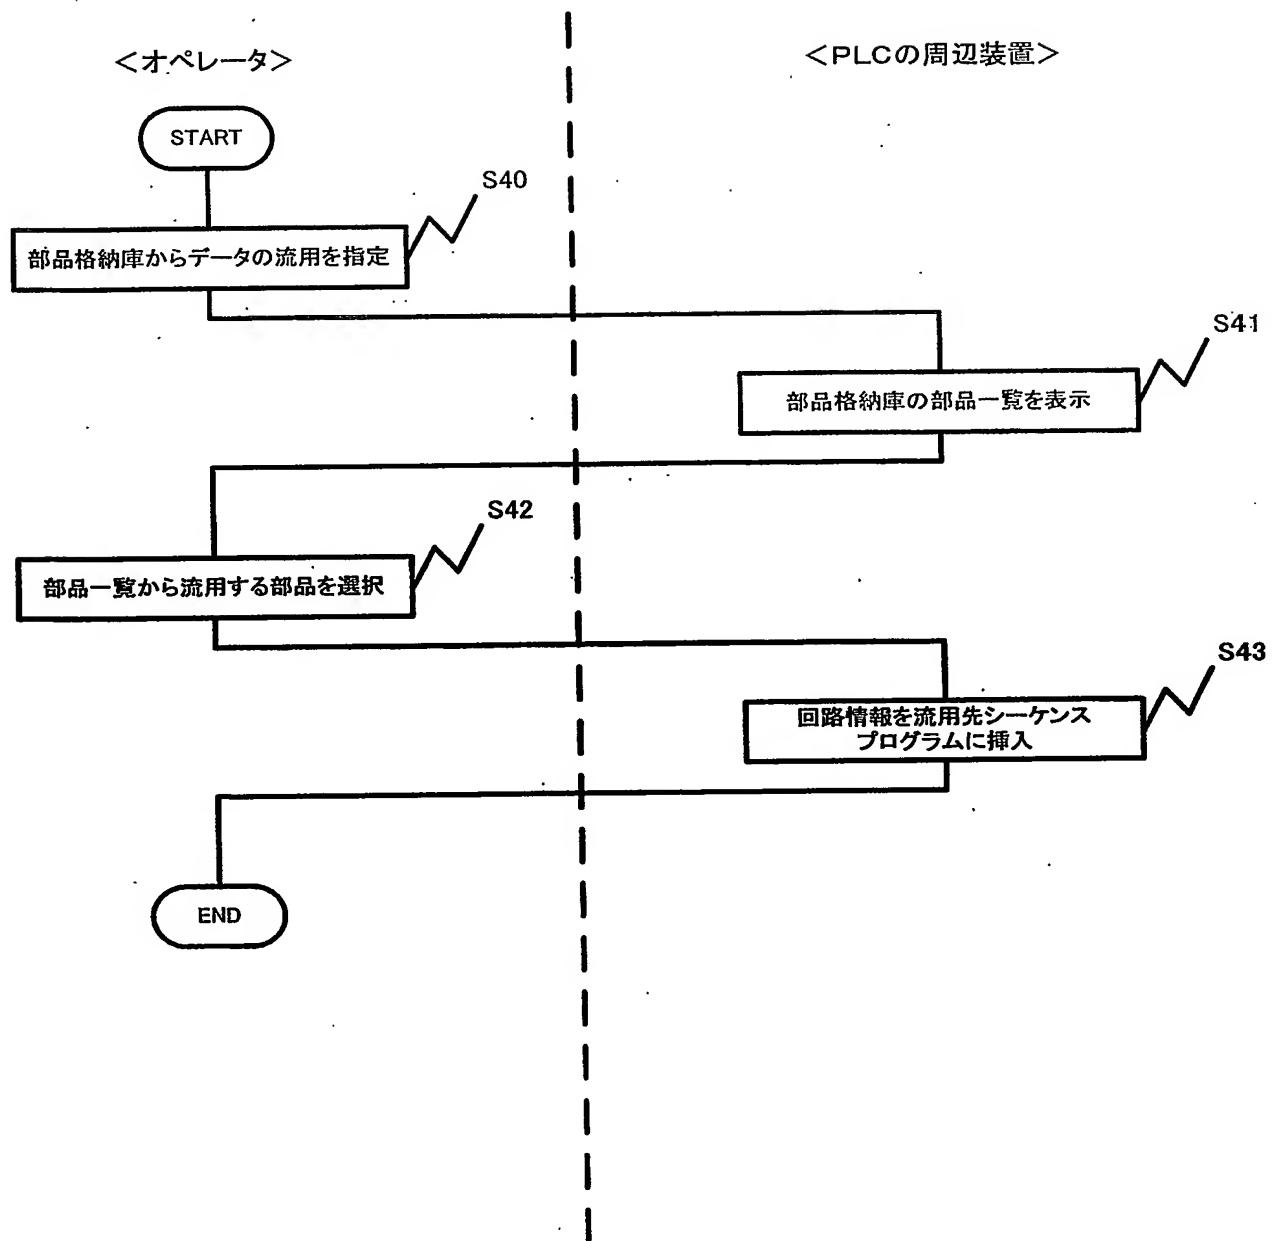 ＜オペレータ＞
＜PLCの周辺装置＞
START
S40
部品格納庫からデータの流用を指定
S41
部品格納庫の部品一覧を表示
S42
部品一覧から流用する部品を選択
S43
回路情報を流用先シーケンス
プログラムに挿入
END